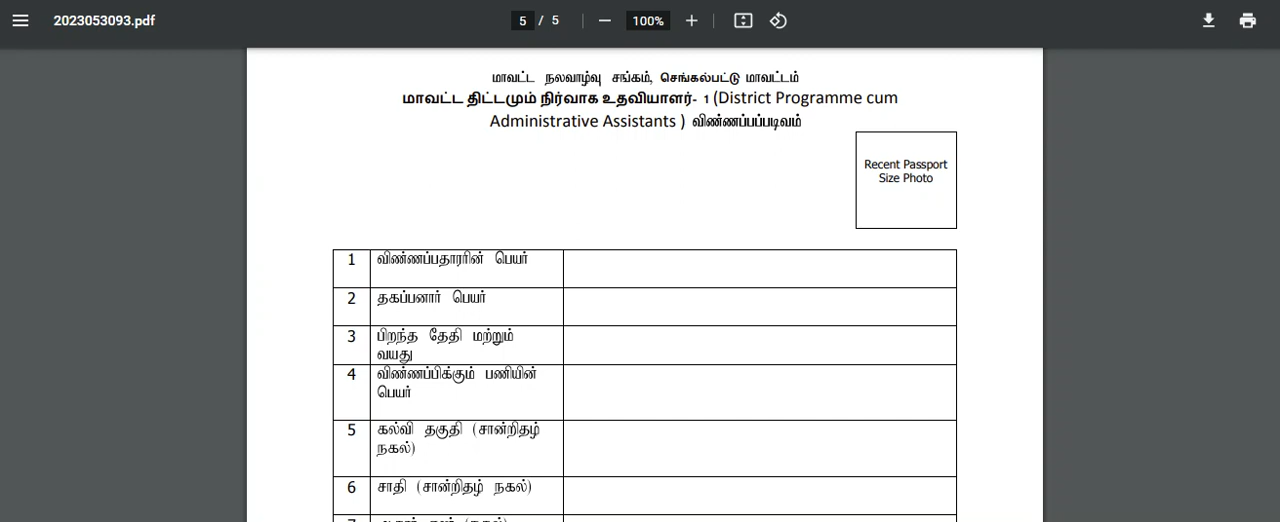 2023053093.pdf
5 / 5
100%
மாவட்ட நலவாழ்வு சங்கம், செங்கல்பட்டு மாவட்டம்
மாவட்ட திட்டமும் நிர்வாக உதவியாளர்- 1 (District Programme cum
Administrative Assistants ) விண்ணப்பப்படிவம்
Recent Passport
Size Photo
1 விண்ணப்பதாரரின் பெயர்
2 தகப்பனார் பெயர்
3 பிறந்த தேதி மற்றும்
வயது
4 விண்ணப்பிக்கும் பணியின்
பெயர்
5 கல்வி தகுதி (சான்றிதழ்
நகல்)
6 சாதி (சான்றிதழ் நகல்)